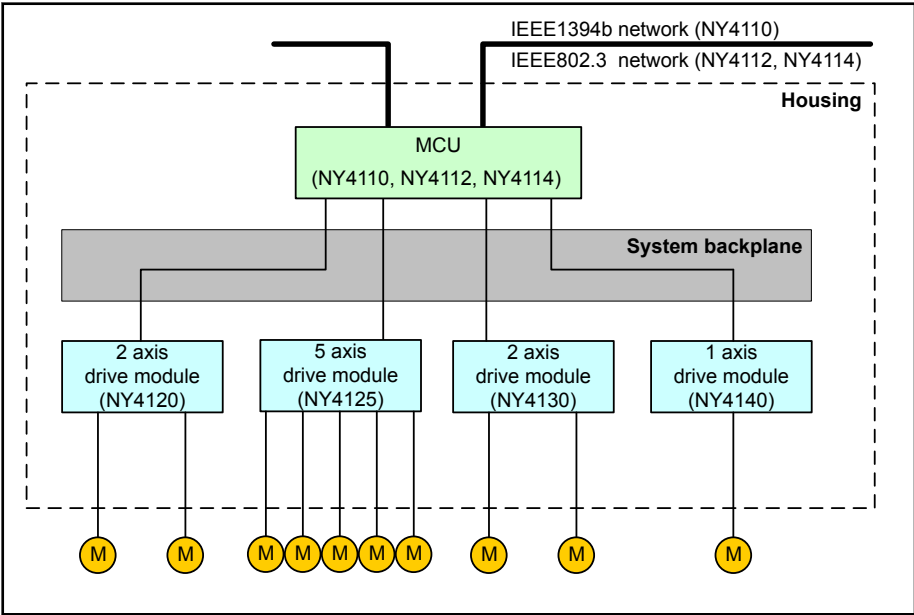 IEEE1394b network (NY4110)
IEEE802.3 network (NY4112, NY4114)
Housing
MCU
(NY4110, NY4112, NY4114)
System backplane
2 axis
drive module
(NY4120)
5 axis
drive module
(NY4125)
2 axis
drive module
(NY4130)
1 axis
drive module
(NY4140)
M M M M M M M M M M